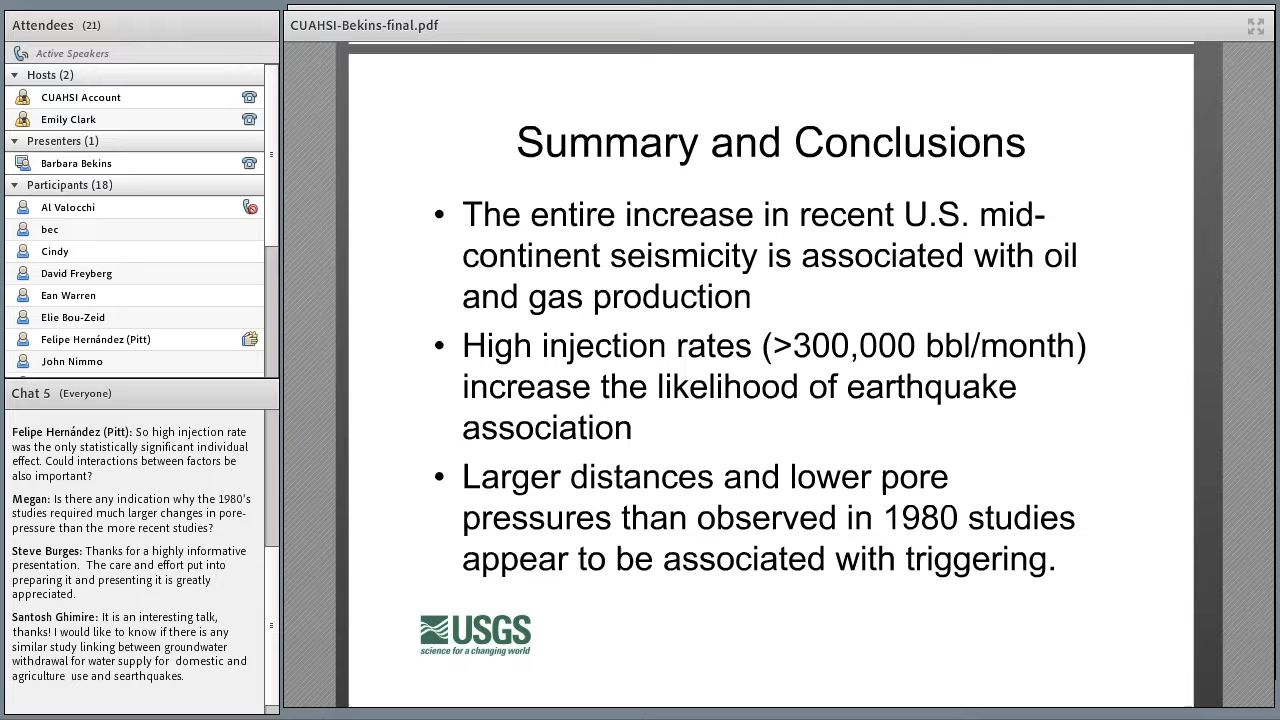 Attendees (21)
Active Speakers
Hosts (2)
CUAHSI Account
Emily Clark
Presenters (1)
Barbara Bekins
Participants (18)
Al Valocchi
bec
Cindy
David Freyberg
Ean Warren
Elie Bou-Zeid
Felipe Hernández (Pitt)
John Nimmo
Chat 5 (Everyone)
Felipe Hernández (Pitt): So high injection rate
was the only statistically significant individual
effect. Could interactions between factors be
also important?
Megan: Is there any indication why the 1980's
studies required much larger changes in pore-
pressure than the more recent studies?
Steve Burges: Thanks for a highly informative
presentation. The care and effort put into
preparing it and presenting it is greatly
appreciated.
Santosh Ghimire: It is an interesting talk,
thanks! I would like to know if there is any
similar study linking between groundwater
withdrawal for water supply for domestic and
agriculture use and searthquakes.
CUAHSI-Bekins-final.pdf
Summary and Conclusions
• The entire increase in recent U.S. mid-
continent seismicity is associated with oil
and gas production
• High injection rates (>300,000 bbl/month)
increase the likelihood of earthquake
association
• Larger distances and lower pore
pressures than observed in 1980 studies
appear to be associated with triggering.
USGS
science for a changing world